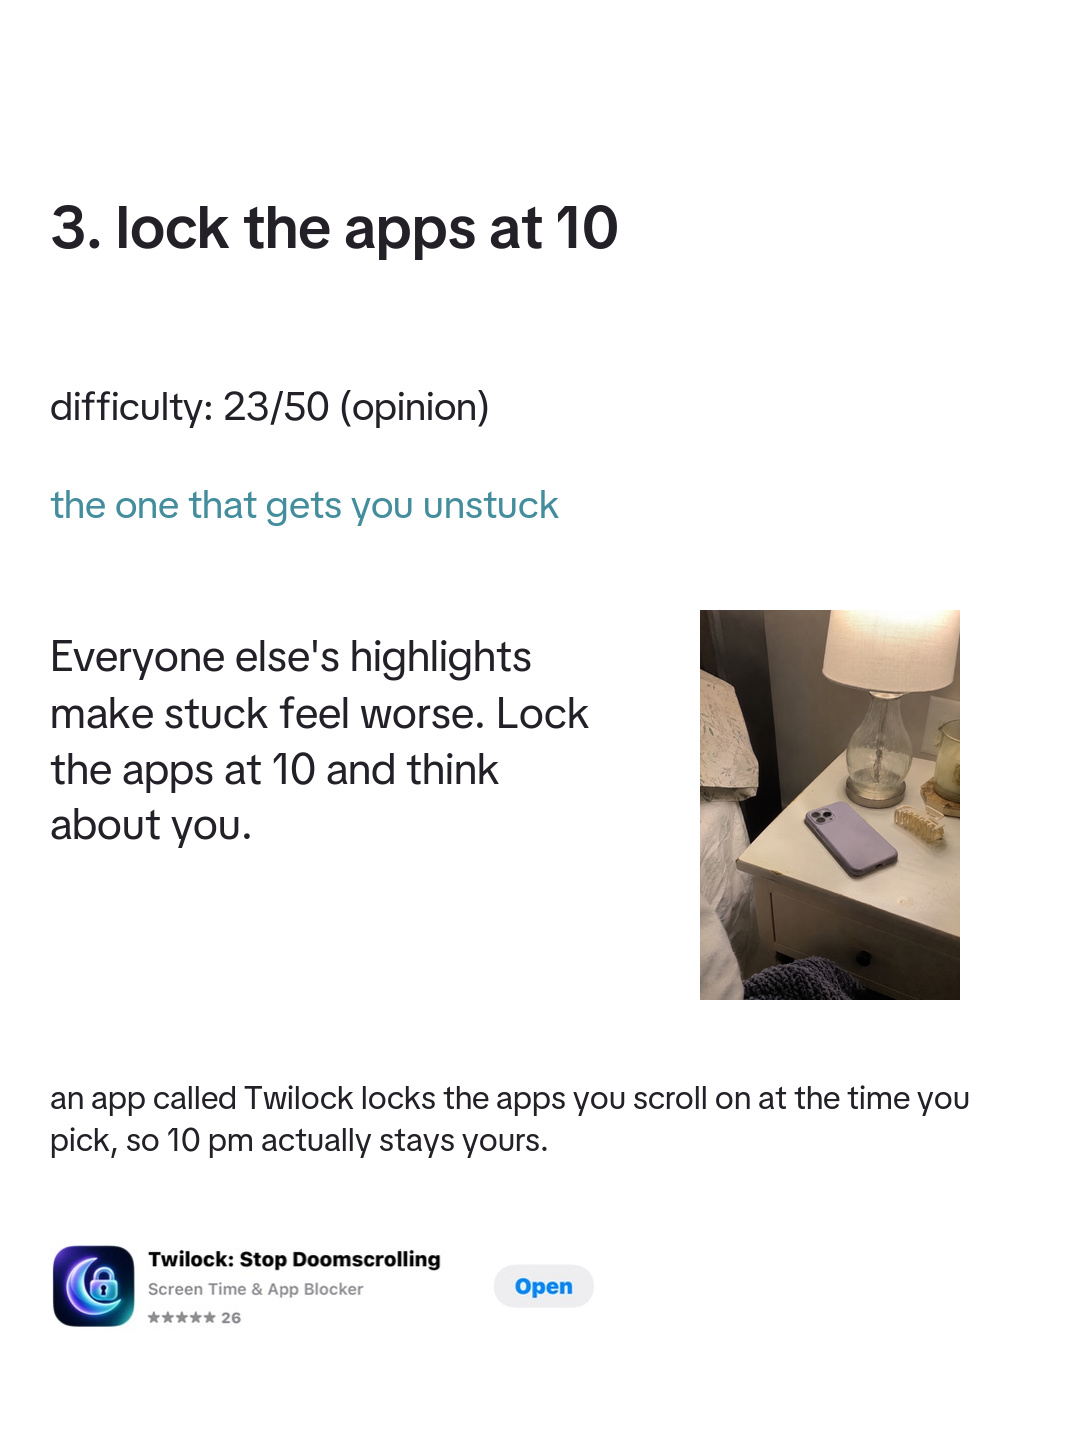 3. lock the apps at 10
difficulty: 23/50 (opinion)
the one that gets you unstuck
Everyone else's highlights
make stuck feel worse. Lock
the apps at 10 and think
about you.
an app called Twilock locks the apps you scroll on at the time you
pick, so 10 pm actually stays yours.
Twilock: Stop Doomscrolling
Screen Time & App Blocker
★★★★★ 26
Open